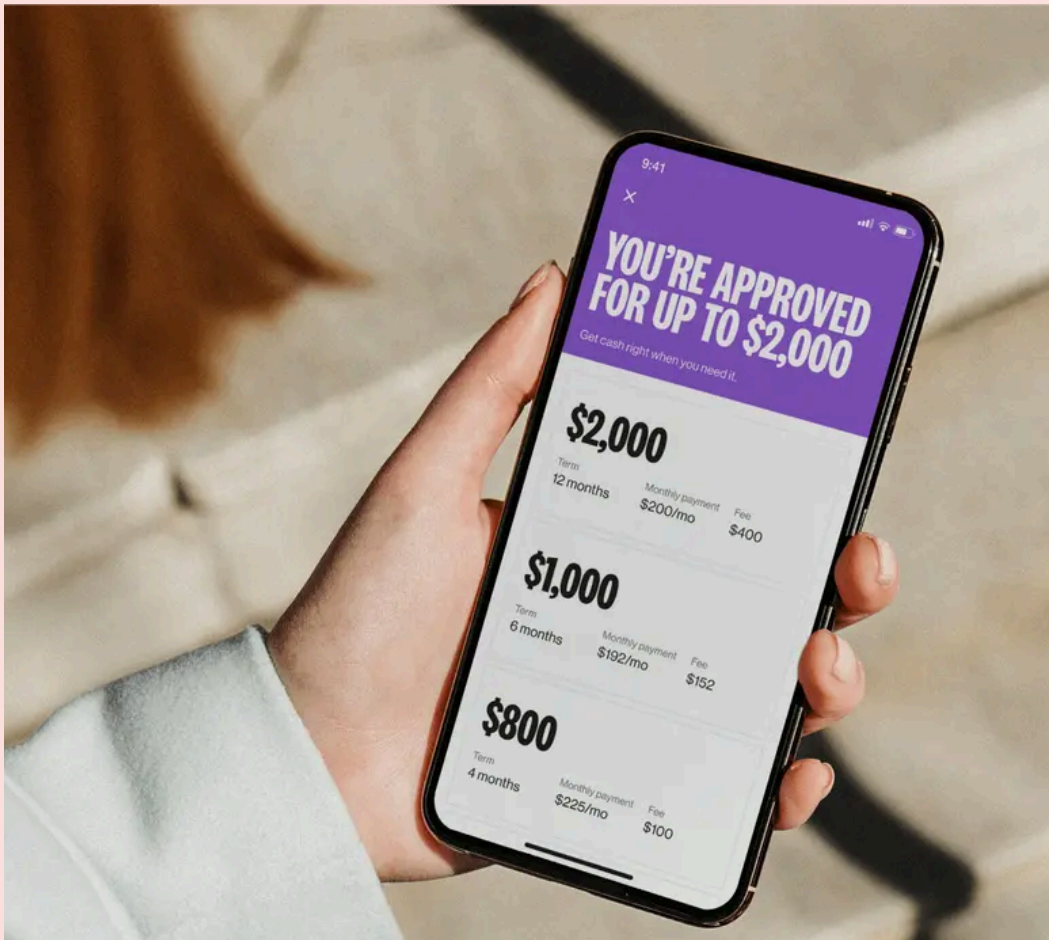 9:41
YOU'RE APPROVED
FOR UP TO $2,000
Get cash right when you need it.
$2,000
Term Monthly payment Fee
12 months $200/mo $400
$1,000
Term Monthly payment Fee
6 months $192/mo $152
$800
Term Monthly payment Fee
4 months $225/mo $100